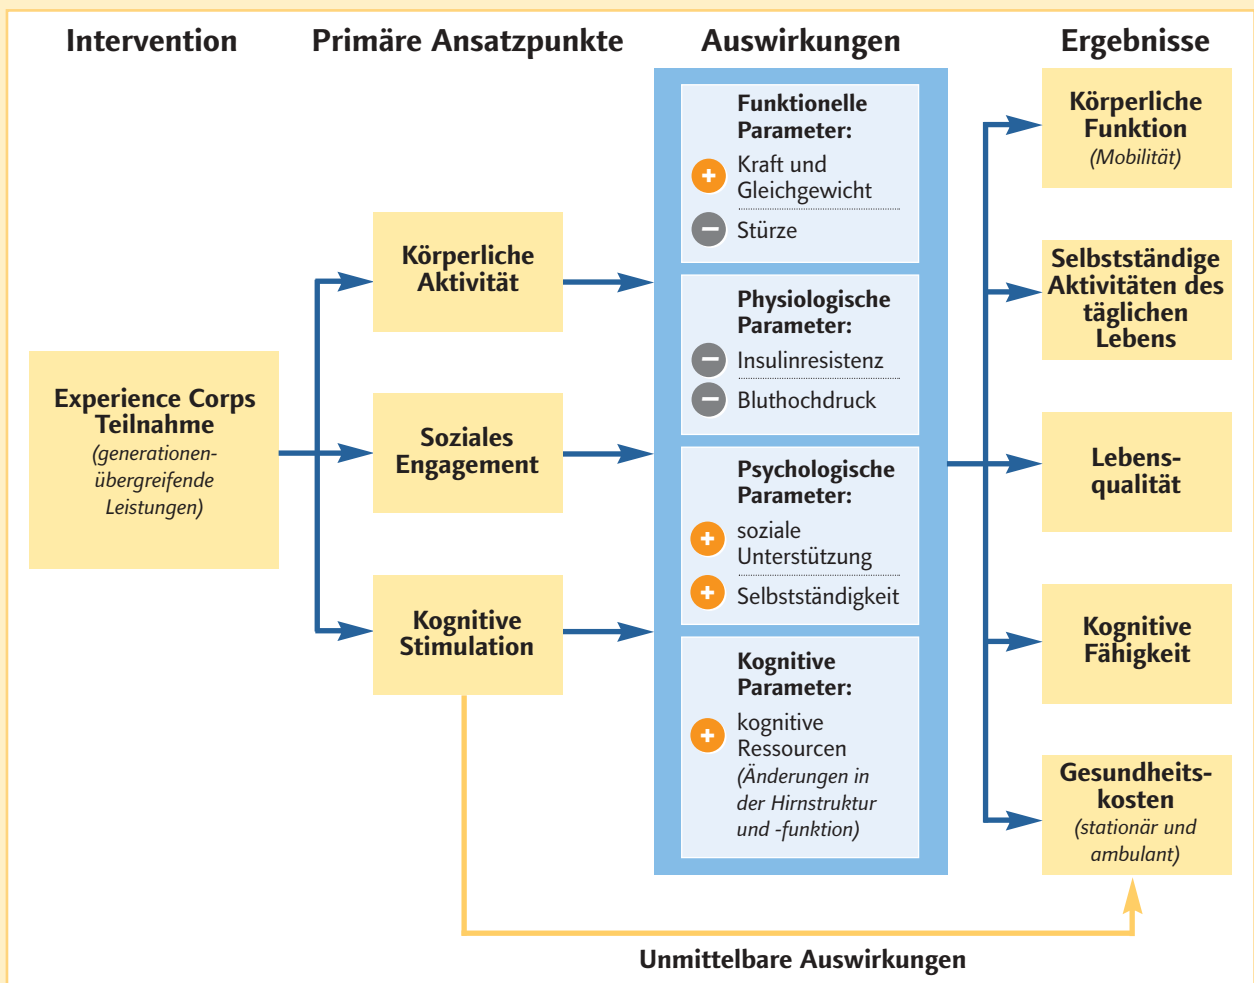 Intervention
Primäre Ansatzpunkte
Auswirkungen
Ergebnisse
Experience Corps
Teilnahme
(generationen-
übergreifende
Leistungen)
Körperliche
Aktivität
Soziales
Engagement
Kognitive
Stimulation
Funktionelle
Parameter:
+ Kraft und
Gleichgewicht
− Stürze
Physiologische
Parameter:
− Insulinresistenz
− Bluthochdruck
Psychologische
Parameter:
+ soziale
Unterstützung
+ Selbstständigkeit
Kognitive
Parameter:
+ kognitive
Ressourcen
(Änderungen in
der Hirnstruktur
und -funktion)
Körperliche
Funktion
(Mobilität)
Selbstständige
Aktivitäten des
täglichen
Lebens
Lebens-
qualität
Kognitive
Fähigkeit
Gesundheits-
kosten
(stationär und
ambulant)
Unmittelbare Auswirkungen